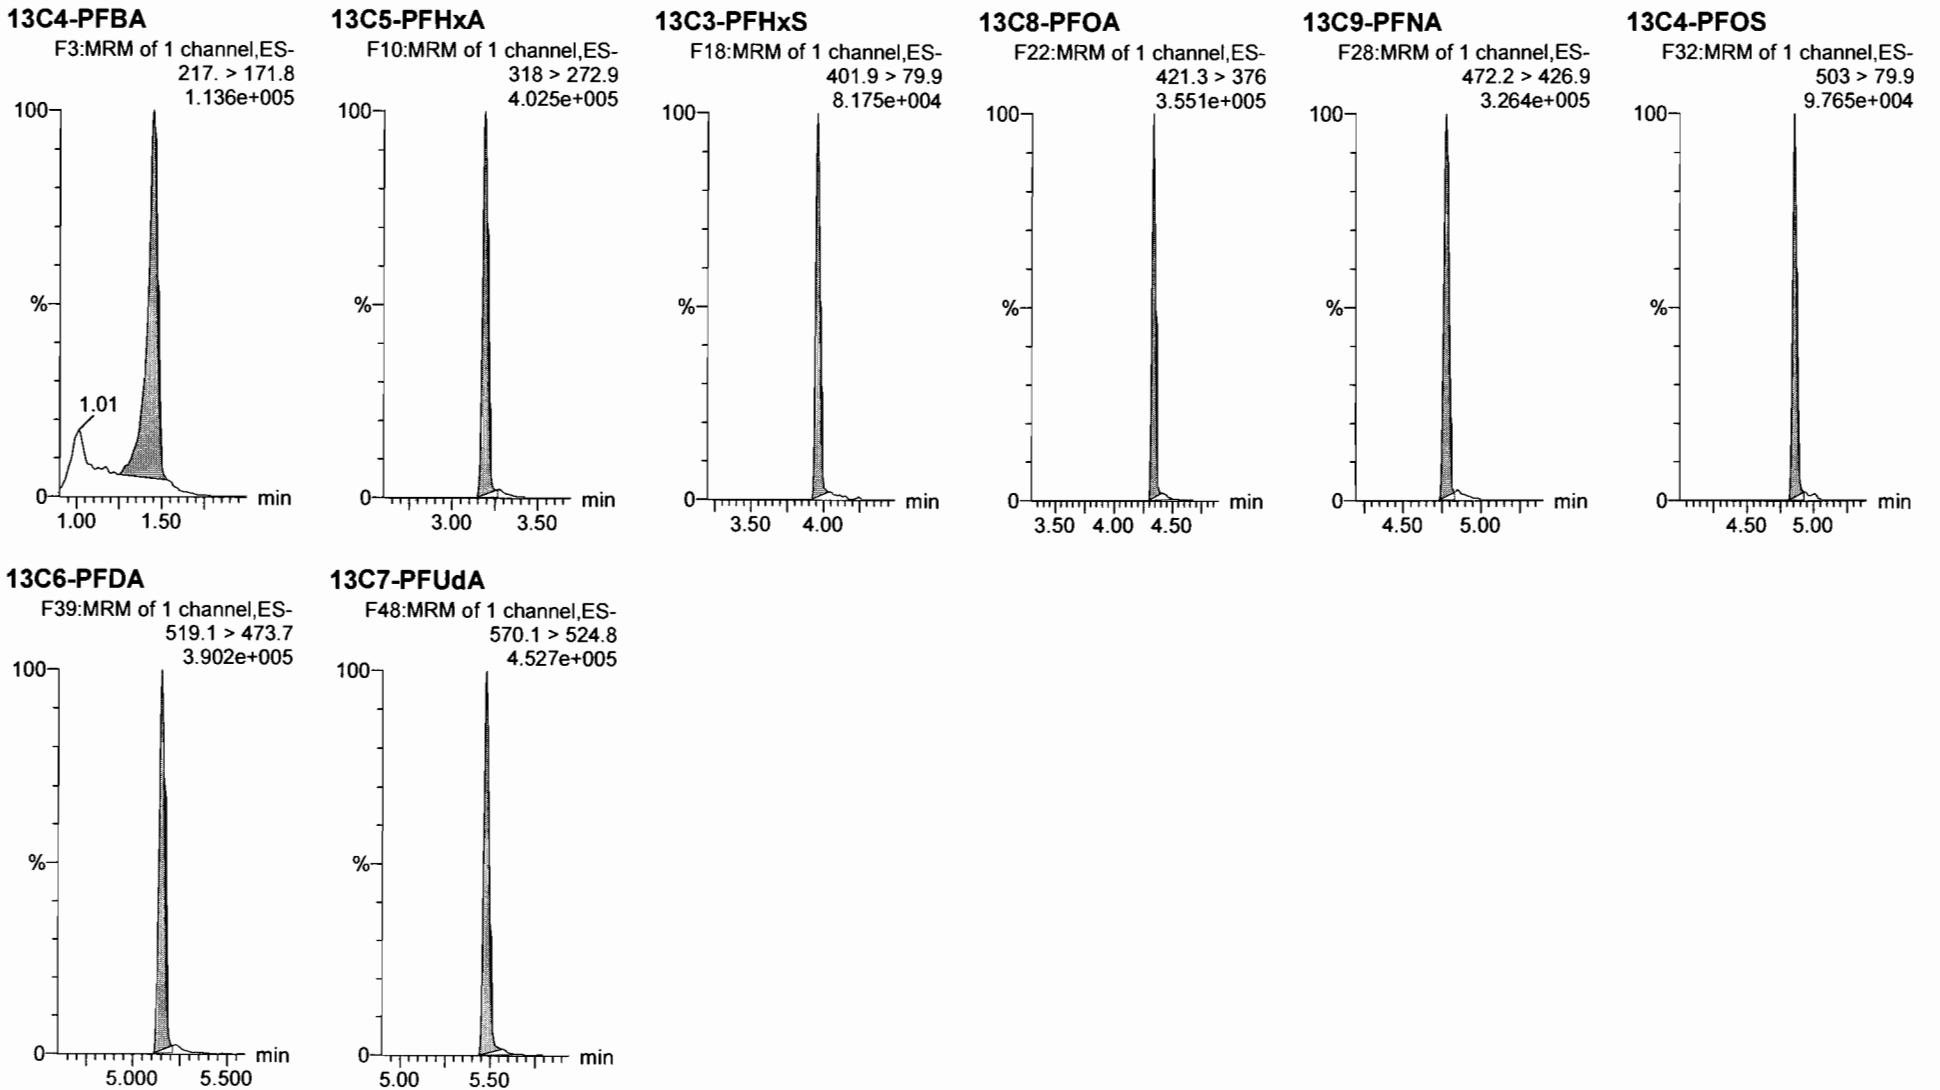 13C4-PFBA
F3:MRM of 1 channel,ES-
217. > 171.8
1.136e+005
100
%
1.01
0
min
1.00 1.50
13C5-PFHxA
F10:MRM of 1 channel,ES-
318 > 272.9
4.025e+005
100
%
0
min
3.00 3.50
13C3-PFHxS
F18:MRM of 1 channel,ES-
401.9 > 79.9
8.175e+004
100
%
0
min
3.50 4.00
13C8-PFOA
F22:MRM of 1 channel,ES-
421.3 > 376
3.551e+005
100
%
0
min
3.50 4.00 4.50
13C9-PFNA
F28:MRM of 1 channel,ES-
472.2 > 426.9
3.264e+005
100
%
0
min
4.50 5.00
13C4-PFOS
F32:MRM of 1 channel,ES-
503 > 79.9
9.765e+004
100
%
0
min
4.50 5.00
13C6-PFDA
F39:MRM of 1 channel,ES-
519.1 > 473.7
3.902e+005
100
%
0
min
5.000 5.500
13C7-PFUdA
F48:MRM of 1 channel,ES-
570.1 > 524.8
4.527e+005
100
%
0
min
5.00 5.50